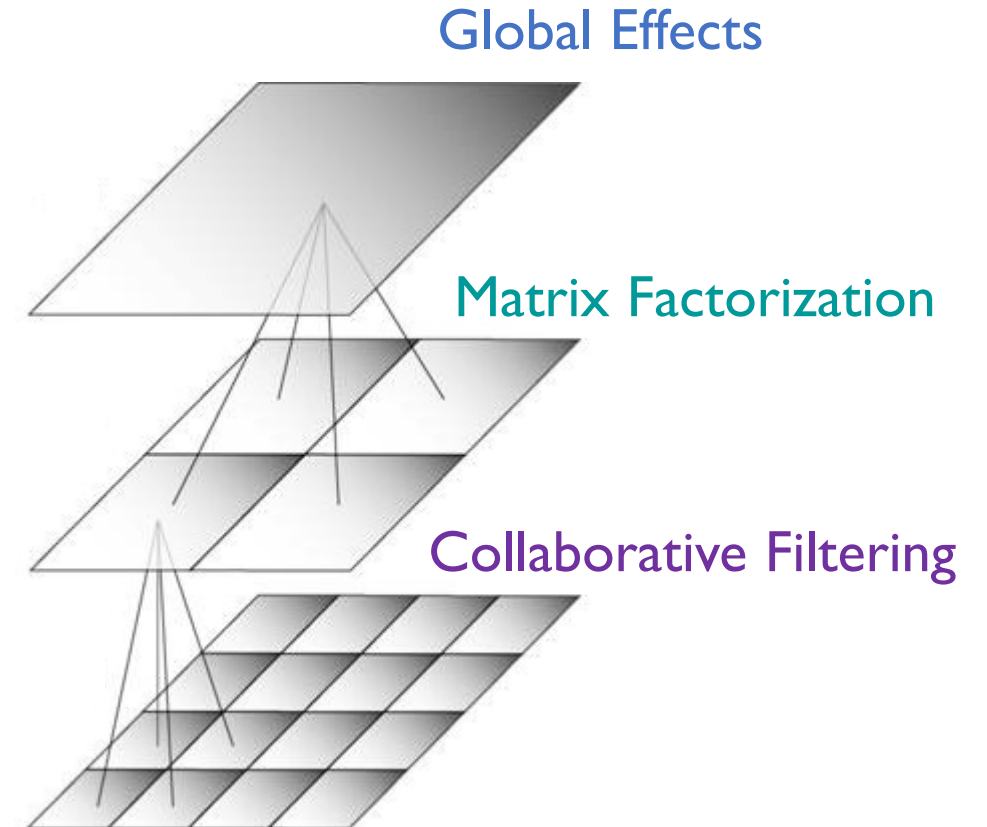 Global Effects
Matrix Factorization
Collaborative Filtering